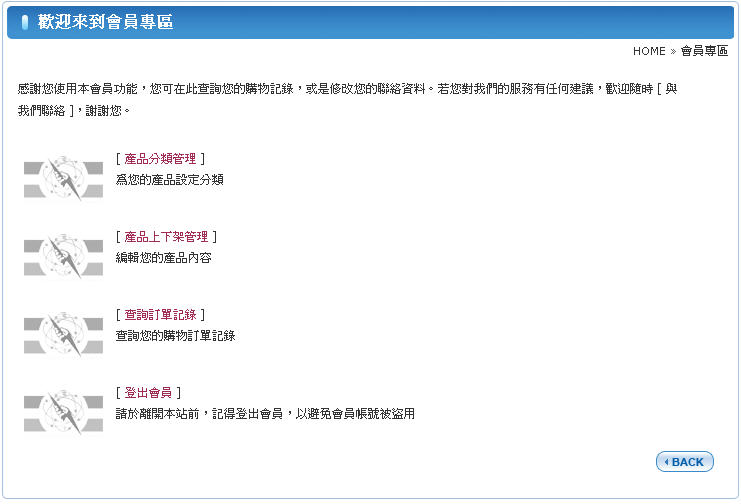 歡迎來到會員專區
HOME » 會員專區
感謝您使用本會員功能，您可在此查詢您的購物記錄，或是修改您的聯絡資料。若您對我們的服務有任何建議，歡迎隨時 [ 與
我們聯絡 ]，謝謝您。
[ 產品分類管理 ]
為您的產品設定分類
[ 產品上下架管理 ]
編輯您的產品內容
[ 查詢訂單記錄 ]
查詢您的購物訂單記錄
[ 登出會員 ]
請於離開本站前，記得登出會員，以避免會員帳號被盜用
BACK